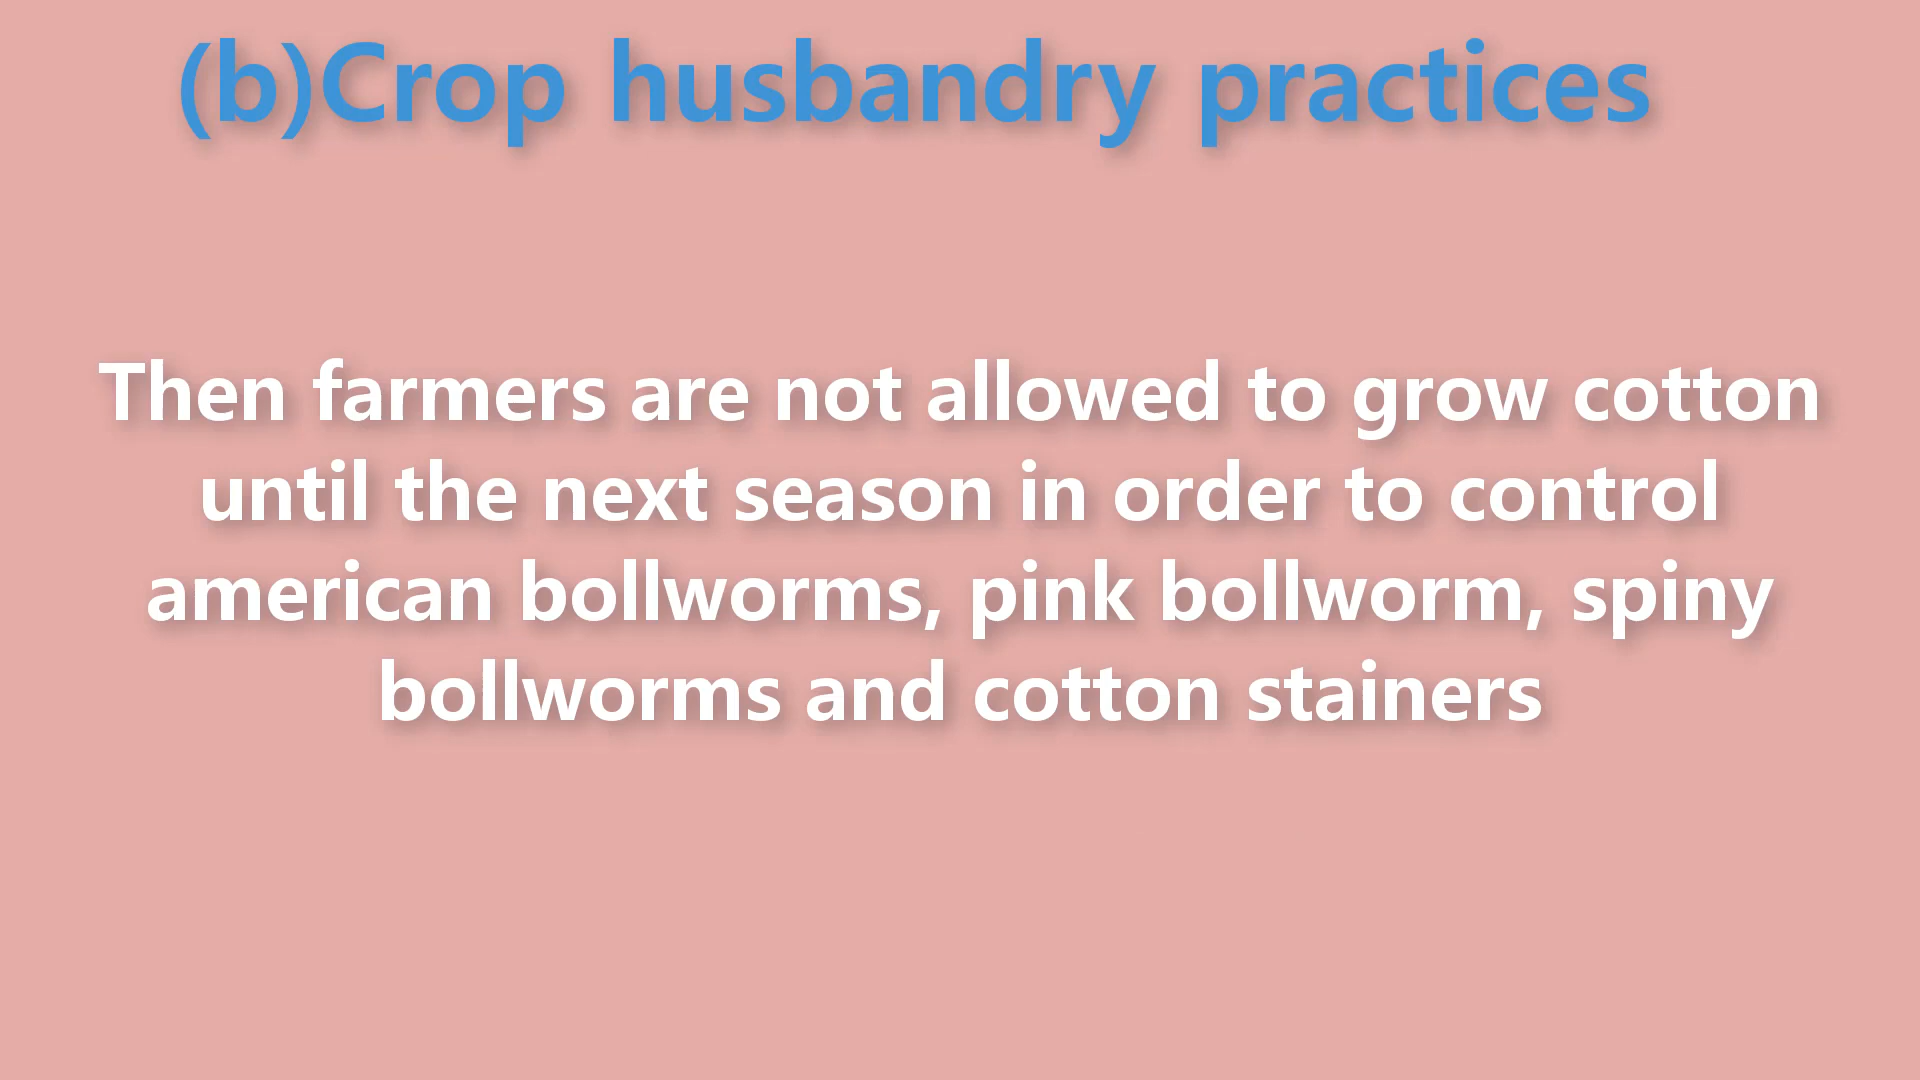 (b)Crop husbandry practices
Then farmers are not allowed to grow cotton
until the next season in order to control
american bollworms, pink bollworm, spiny
bollworms and cotton stainers